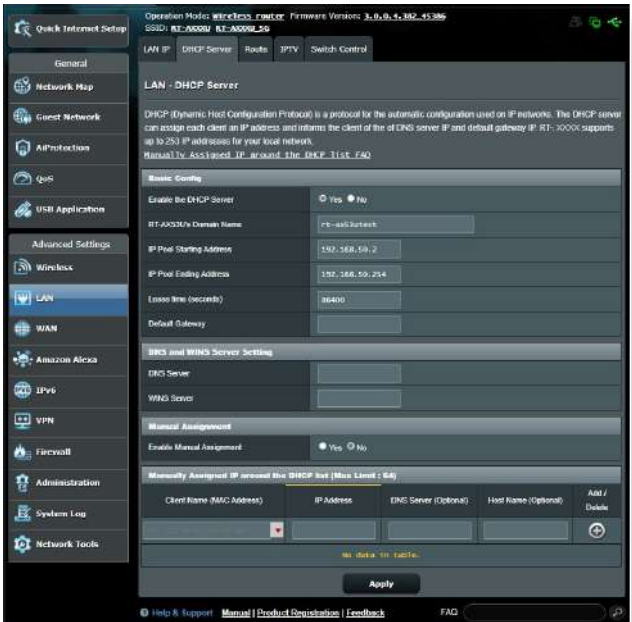 Quick Internet Setup
General
Network Map
Guest Network
AiProtection
QoS
USB Application
Advanced Settings
Wireless
LAN
WAN
Amazon Alexa
IPv6
VPN
Firewall
Administration
System Log
Network Tools
Operation Mode: Wireless router Firmware Version: 3.0.0.4.382_45386
SSID:
LAN IP DHCP Server Route IPTV Switch Control
LAN - DHCP Server
DHCP (Dynamic Host Configuration Protocol) is a protocol for the automatic configuration used on IP networks. The DHCP server
can assign each client an IP address and informs the client of the of DNS server IP and default gateway IP. RT-XXXX supports
up to 253 IP addresses for your local network.
Manually Assigned IP around the DHCP list FAQ
Basic Config
Enable the DHCP Server Yes No
RT-AX53U's Domain Name rt-ax53utest
IP Pool Starting Address 192.168.50.2
IP Pool Ending Address 192.168.50.254
Lease time (seconds) 86400
Default Gateway
DNS and WINS Server Setting
DNS Server
WINS Server
Manual Assignment
Enable Manual Assignment Yes No
Manually Assigned IP around the DHCP list (Max Limit : 64)
Client Name (MAC Address) IP Address DNS Server (Optional) Host Name (Optional) Add / Delete
No data in table.
Apply
Help & Support Manual | Product Registration | Feedback FAQ